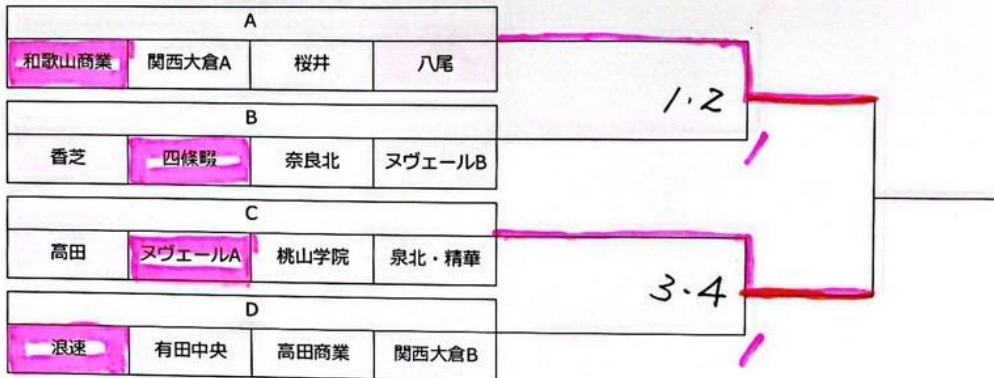 A
和歌山商業 関西大倉A 桜井 八尾
1・2
B
香芝 四條畷 奈良北 ヌヴェールB
C
高田 ヌヴェールA 桃山学院 泉北・精華
3・4
D
浪速 有田中央 高田商業 関西大倉B